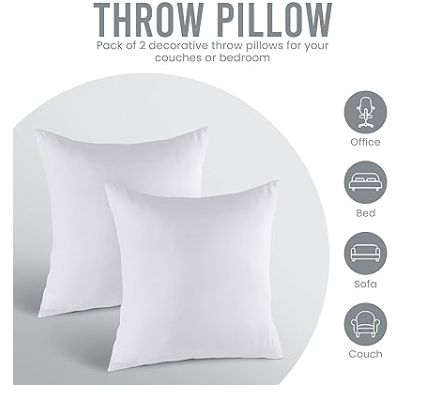 THROW PILLOW
Pack of 2 decorative throw pillows for your
couches or bedroom
Office
Bed
Sofa
Couch